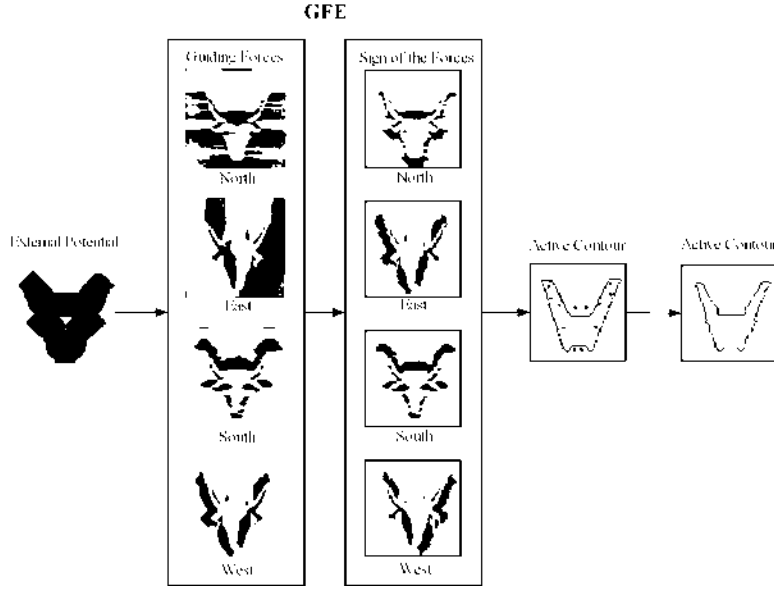 GFE
Guiding Forces
Sign of the Forces
North
North
External Potential
Active Contour
Active Contour
East
East
South
South
West
West